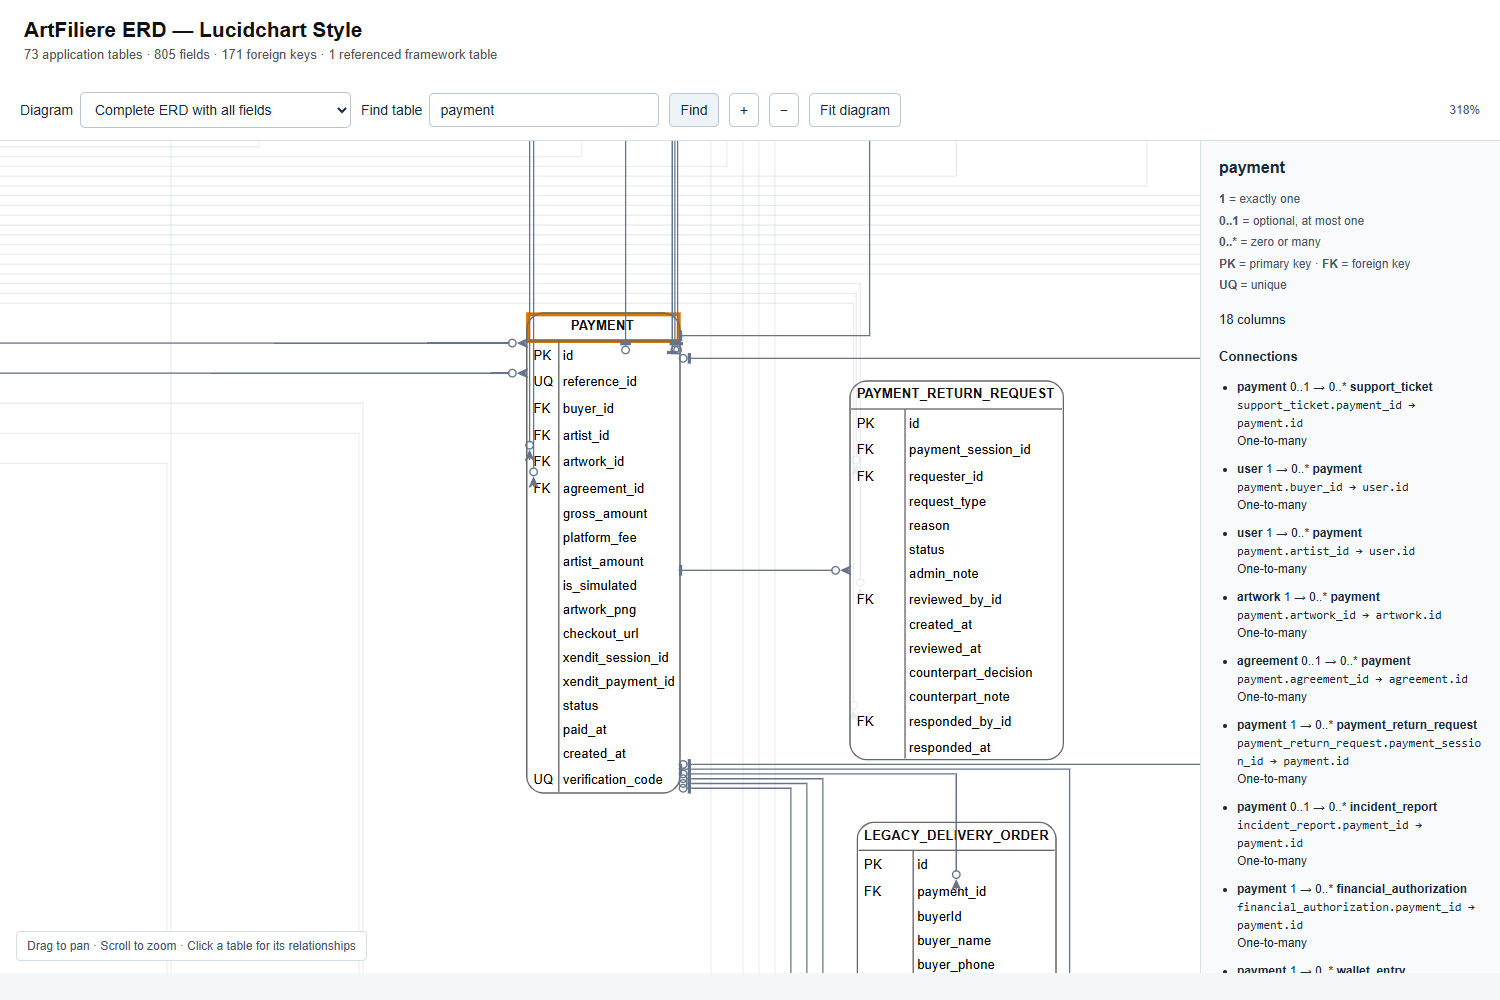 ArtFiliere ERD — Lucidchart Style
73 application tables · 805 fields · 171 foreign keys · 1 referenced framework table
Diagram Complete ERD with all fields Find table payment Find + − Fit diagram 318%
PAYMENT
PK id
UQ reference_id
FK buyer_id
FK artist_id
FK artwork_id
FK agreement_id
gross_amount
platform_fee
artist_amount
is_simulated
artwork_png
checkout_url
xendit_session_id
xendit_payment_id
status
paid_at
created_at
UQ verification_code
PAYMENT_RETURN_REQUEST
PK id
FK payment_session_id
FK requester_id
request_type
reason
status
admin_note
FK reviewed_by_id
created_at
reviewed_at
counterpart_decision
counterpart_note
FK responded_by_id
responded_at
LEGACY_DELIVERY_ORDER
PK id
FK payment_id
buyerId
buyer_name
buyer_phone
Drag to pan · Scroll to zoom · Click a table for its relationships
payment
1 = exactly one
0..1 = optional, at most one
0..* = zero or many
PK = primary key · FK = foreign key
UQ = unique
18 columns
Connections
• payment 0..1 → 0..* support_ticket
support_ticket.payment_id →
payment.id
One-to-many
• user 1 → 0..* payment
payment.buyer_id → user.id
One-to-many
• user 1 → 0..* payment
payment.artist_id → user.id
One-to-many
• artwork 1 → 0..* payment
payment.artwork_id → artwork.id
One-to-many
• agreement 0..1 → 0..* payment
payment.agreement_id → agreement.id
One-to-many
• payment 1 → 0..* payment_return_request
payment_return_request.payment_sessio
n_id → payment.id
One-to-many
• payment 0..1 → 0..* incident_report
incident_report.payment_id →
payment.id
One-to-many
• payment 1 → 0..* financial_authorization
financial_authorization.payment_id →
payment.id
One-to-many
• payment 1 → 0..* wallet_entry